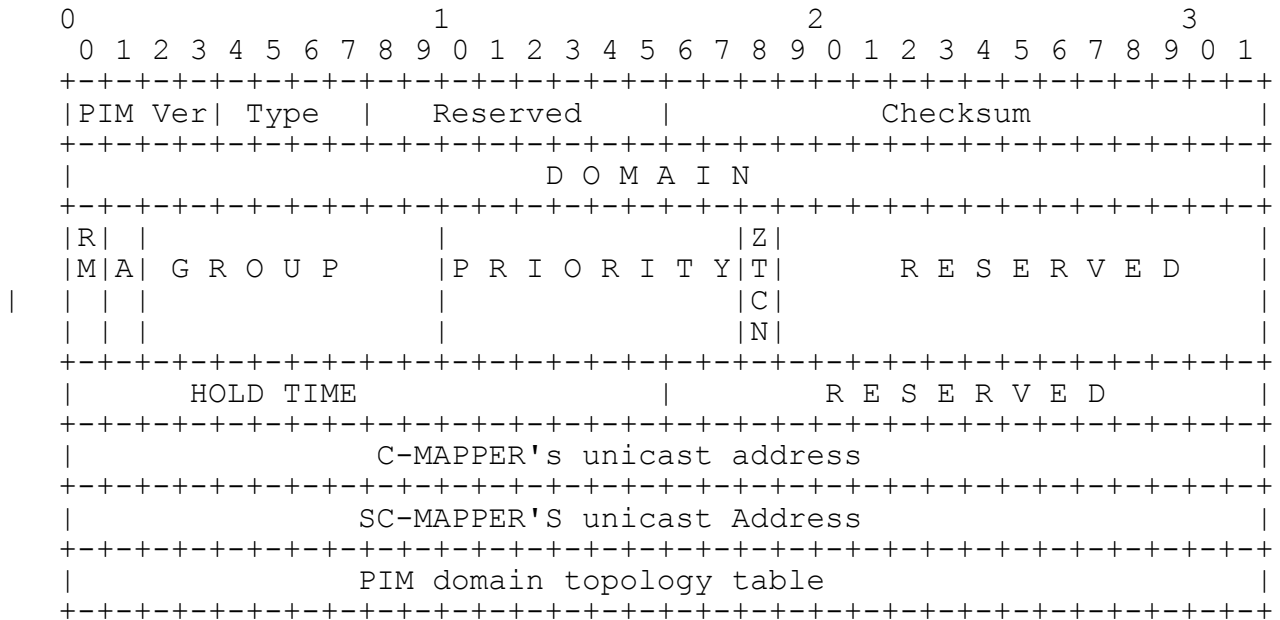 0                   1                   2                   3
 0 1 2 3 4 5 6 7 8 9 0 1 2 3 4 5 6 7 8 9 0 1 2 3 4 5 6 7 8 9 0 1
+-+-+-+-+-+-+-+-+-+-+-+-+-+-+-+-+-+-+-+-+-+-+-+-+-+-+-+-+-+-+-+-+
|PIM Ver| Type  |   Reserved    |           Checksum            |
+-+-+-+-+-+-+-+-+-+-+-+-+-+-+-+-+-+-+-+-+-+-+-+-+-+-+-+-+-+-+-+-+
|                         D O M A I N                           |
+-+-+-+-+-+-+-+-+-+-+-+-+-+-+-+-+-+-+-+-+-+-+-+-+-+-+-+-+-+-+-+-+
|R| |               |               |Z|                         |
|M|A| G R O U P     |P R I O R I T Y|T|      R E S E R V E D    |
| | | |               |               |C|                         |
| | |               |               |N|                         |
+-+-+-+-+-+-+-+-+-+-+-+-+-+-+-+-+-+-+-+-+-+-+-+-+-+-+-+-+-+-+-+-+
|      HOLD TIME                |        R E S E R V E D        |
+-+-+-+-+-+-+-+-+-+-+-+-+-+-+-+-+-+-+-+-+-+-+-+-+-+-+-+-+-+-+-+-+
|                C-MAPPER's unicast address                     |
+-+-+-+-+-+-+-+-+-+-+-+-+-+-+-+-+-+-+-+-+-+-+-+-+-+-+-+-+-+-+-+-+
|               SC-MAPPER'S unicast Address                     |
+-+-+-+-+-+-+-+-+-+-+-+-+-+-+-+-+-+-+-+-+-+-+-+-+-+-+-+-+-+-+-+-+
|               PIM domain topology table                       |
+-+-+-+-+-+-+-+-+-+-+-+-+-+-+-+-+-+-+-+-+-+-+-+-+-+-+-+-+-+-+-+-+